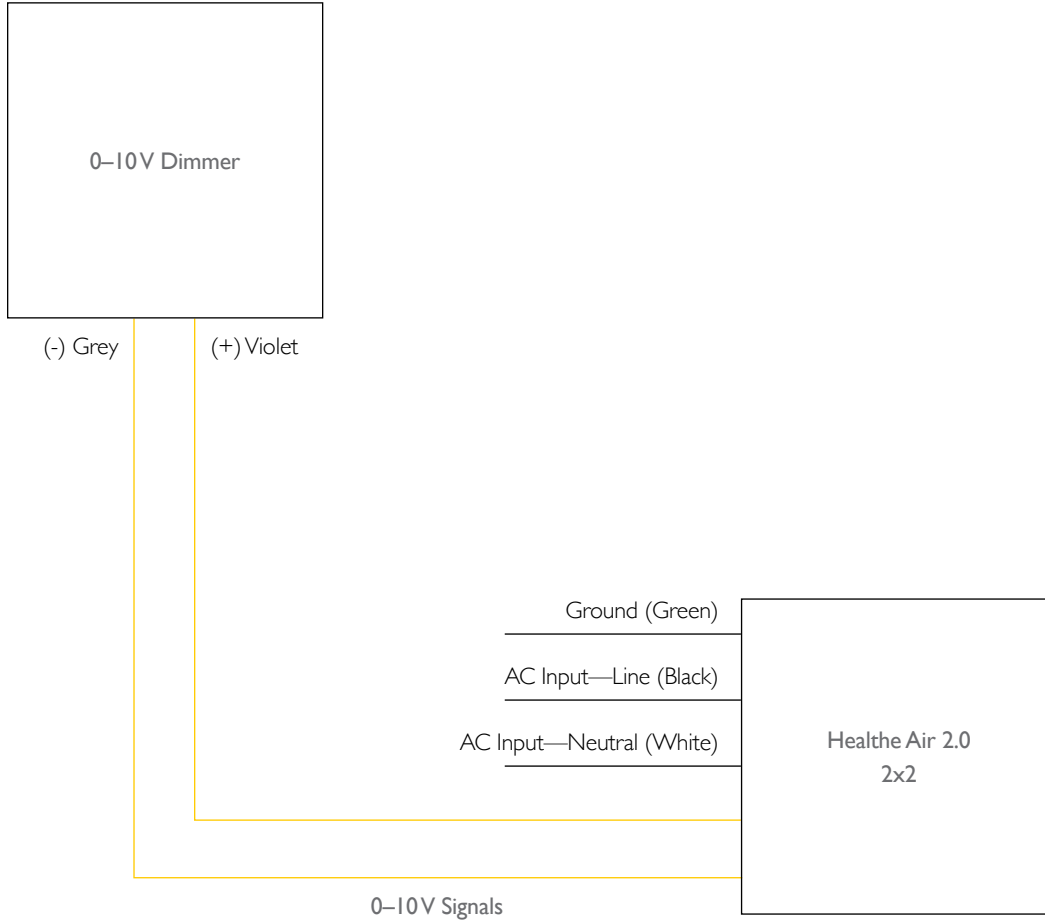 0–10V Dimmer
(-) Grey
(+) Violet
Ground (Green)
AC Input—Line (Black)
AC Input—Neutral (White)
Healthe Air 2.0
2x2
0–10V Signals